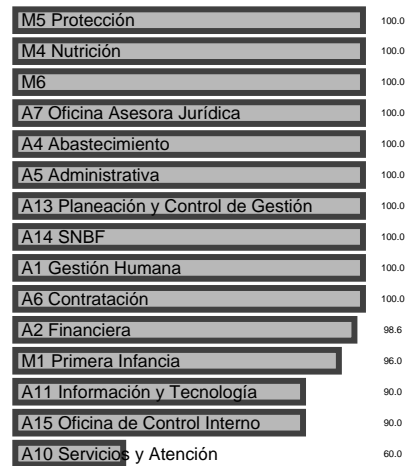 M5 Protección 100.0
M4 Nutrición 100.0
M6 100.0
A7 Oficina Asesora Jurídica 100.0
A4 Abastecimiento 100.0
A5 Administrativa 100.0
A13 Planeación y Control de Gestión 100.0
A14 SNBF 100.0
A1 Gestión Humana 100.0
A6 Contratación 100.0
A2 Financiera 98.6
M1 Primera Infancia 96.0
A11 Información y Tecnología 90.0
A15 Oficina de Control Interno 90.0
A10 Servicios y Atención 60.0